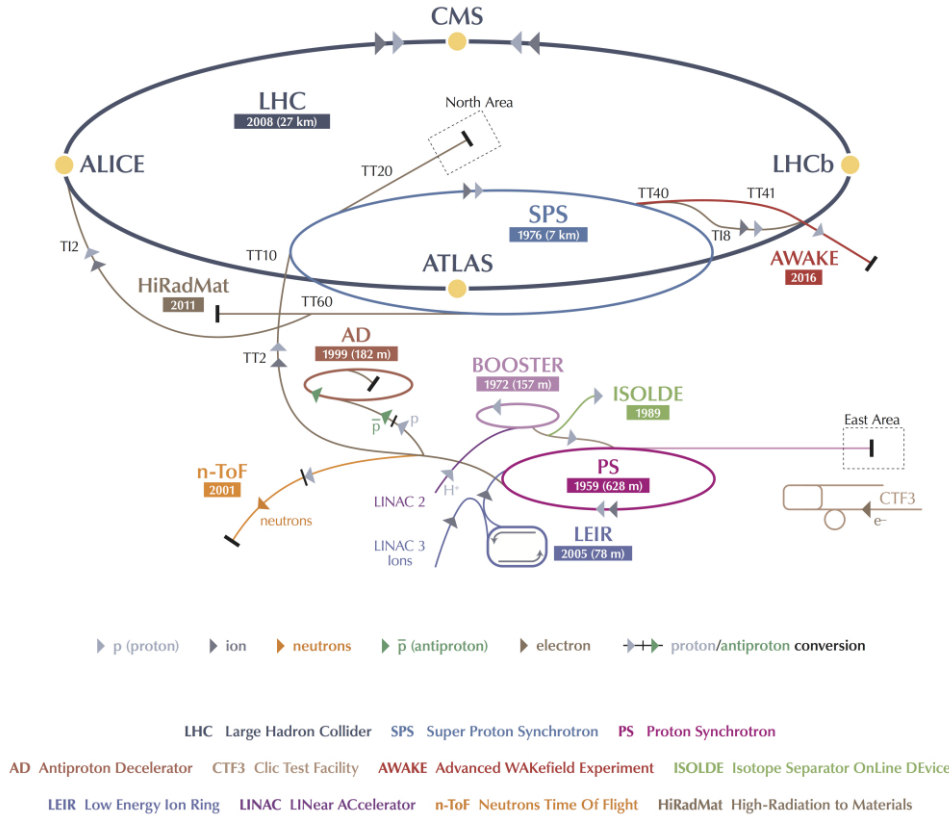 CMS
LHC
2008 (27 km)
North Area
ALICE
LHCb
TT20
TT40
TT41
SPS
1976 (7 km)
TI8
TI2
TT10
ATLAS
AWAKE
2016
HiRadMat
2011
TT60
AD
1999 (182 m)
TT2
BOOSTER
1972 (157 m)
ISOLDE
1989
p̅
p
East Area
n-ToF
2001
neutrons
LINAC 2
H⁺
PS
1959 (628 m)
CTF3
e–
LINAC 3
Ions
LEIR
2005 (78 m)
p (proton)
ion
neutrons
p̅ (antiproton)
electron
proton/antiproton conversion
LHC Large Hadron Collider SPS Super Proton Synchrotron PS Proton Synchrotron
AD Antiproton Decelerator CTF3 Clic Test Facility AWAKE Advanced WAKefield Experiment ISOLDE Isotope Separator OnLine DEvice
LEIR Low Energy Ion Ring LINAC LINear ACcelerator n-ToF Neutrons Time Of Flight HiRadMat High-Radiation to Materials